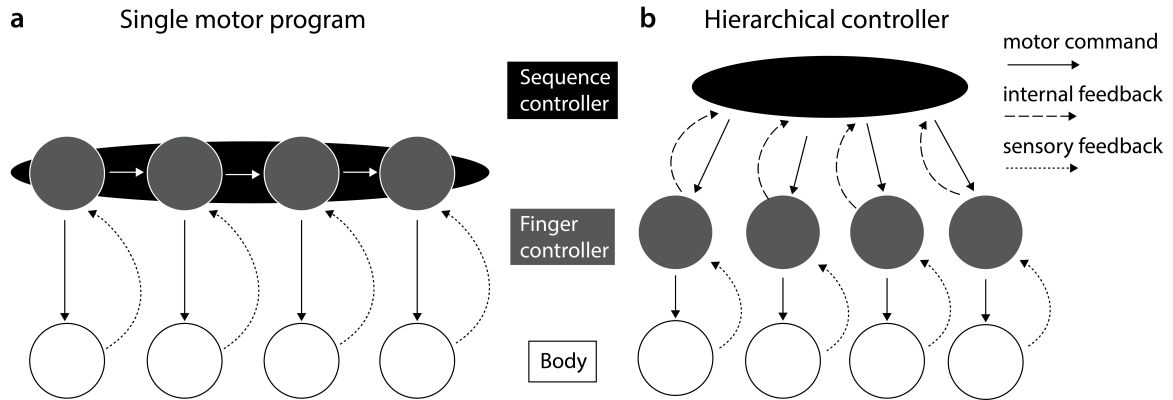 a
Single motor program
b
Hierarchical controller
motor command
internal feedback
sensory feedback
Sequence
controller
Finger
controller
Body